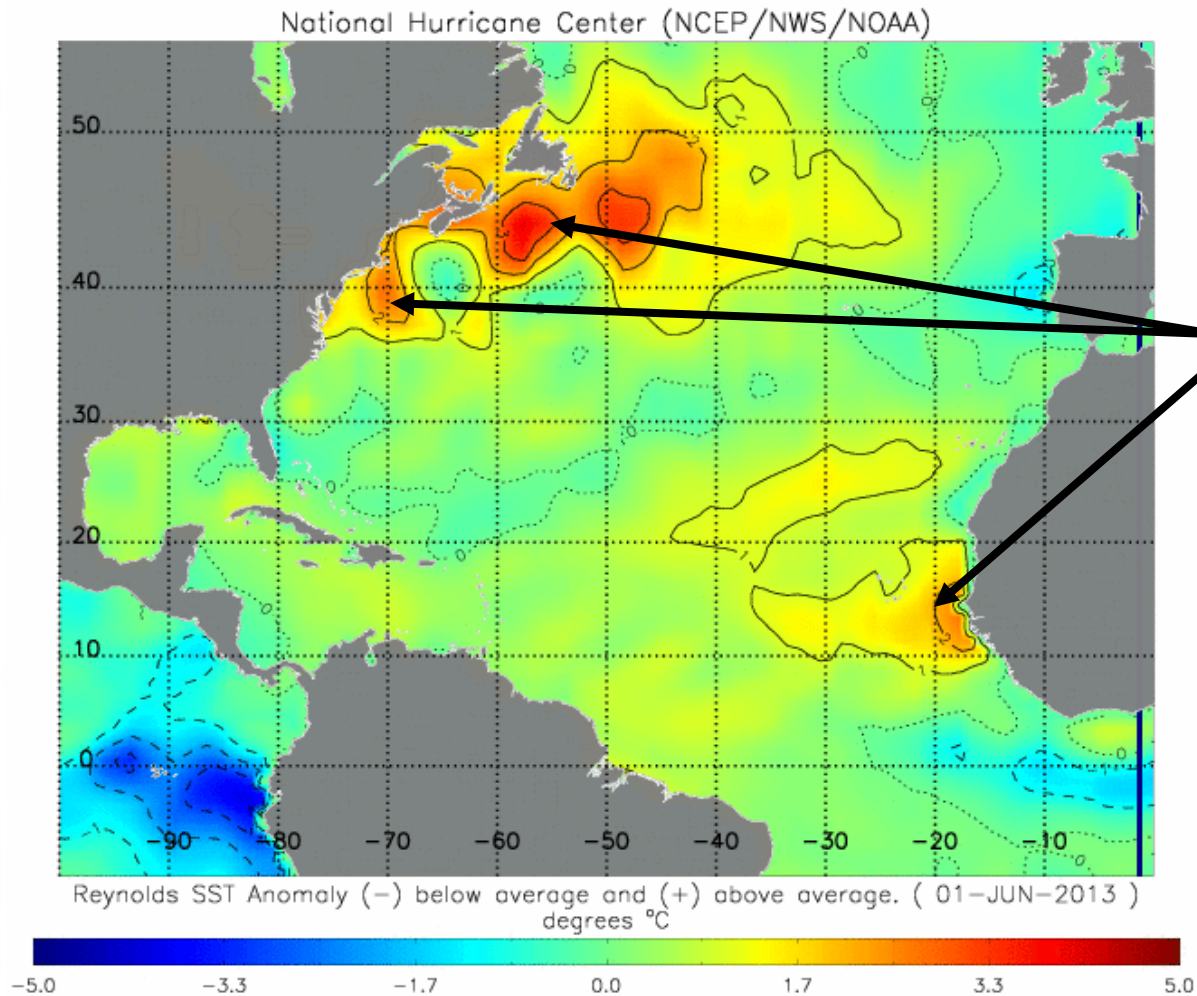 National Hurricane Center (NCEP/NWS/NOAA)
50
40
30
20
10
0
-90 -80 -70 -60 -50 -40 -30 -20 -10
Reynolds SST Anomaly (-) below average and (+) above average. ( 01-JUN-2013 )
degrees °C
-5.0 -3.3 -1.7 0.0 1.7 3.3 5.0